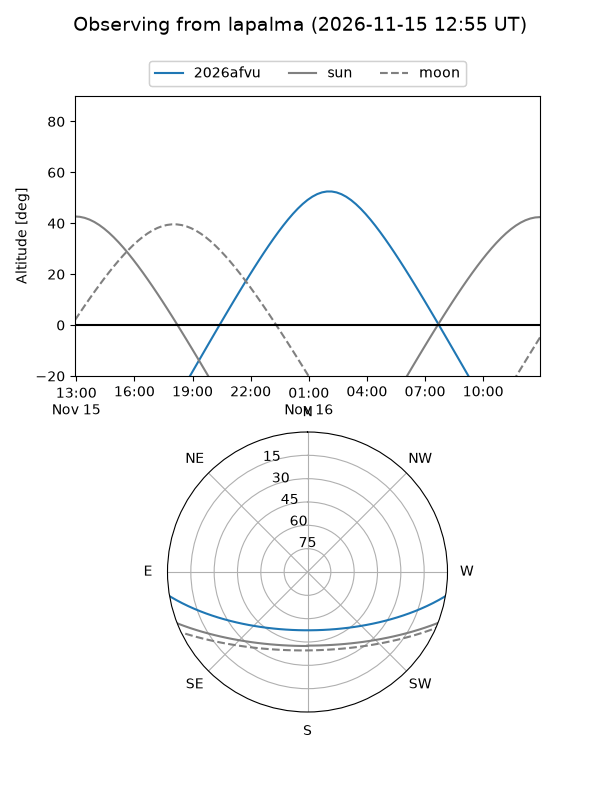 Observing from lapalma (2026-11-15 12:55 UT)
2026afvu sun moon
Altitude [deg]
80
60
40
20
0
−20
13:00 16:00 19:00 22:00 01:00 04:00 07:00 10:00
Nov 15 Nov 16
N
NE NW
15
30
45
60
75
E W
SE SW
S